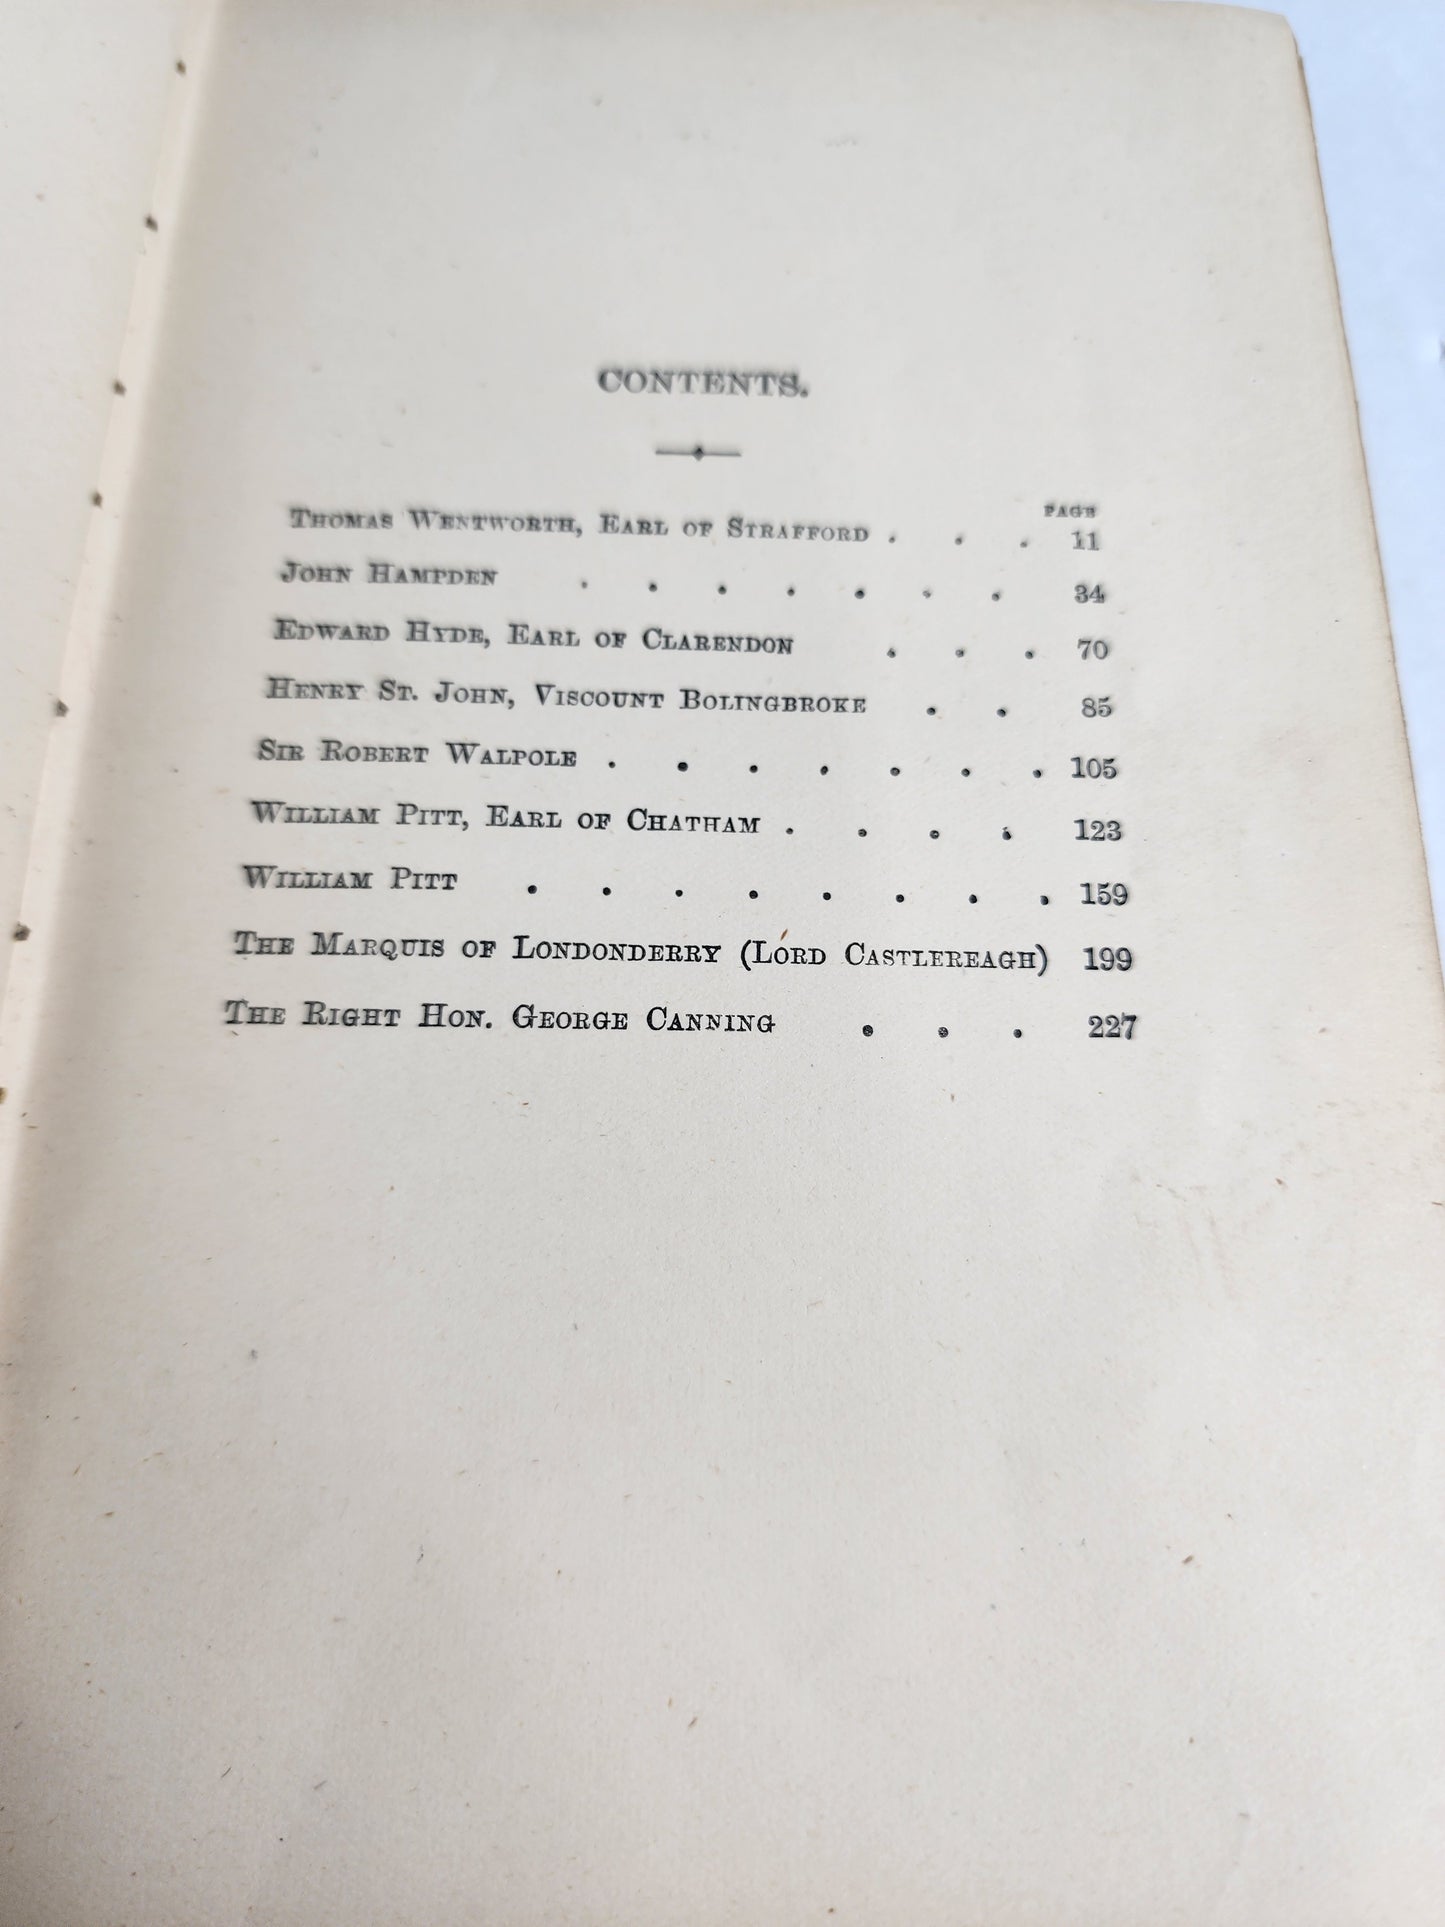 CONTENTS.
PAGE
THOMAS WENTWORTH, EARL OF STRAFFORD . . . 11
JOHN HAMPDEN . . . . . . . 34
EDWARD HYDE, EARL OF CLARENDON . . . 70
HENRY ST. JOHN, VISCOUNT BOLINGBROKE . . 85
SIR ROBERT WALPOLE . . . . . . . 105
WILLIAM PITT, EARL OF CHATHAM . . . . 123
WILLIAM PITT . . . . . . . . 159
THE MARQUIS OF LONDONDERRY (LORD CASTLEREAGH) 199
THE RIGHT HON. GEORGE CANNING . . . 227